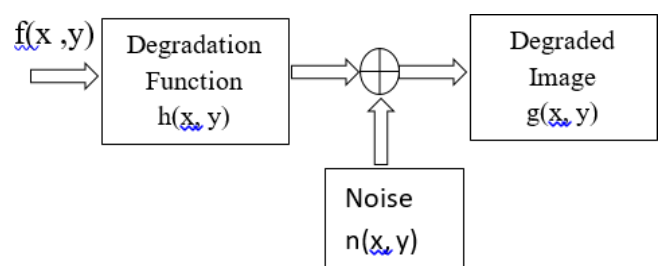 f(x ,y)
Degradation
Function
h(x, y)
Degraded
Image
g(x, y)
Noise
n(x, y)